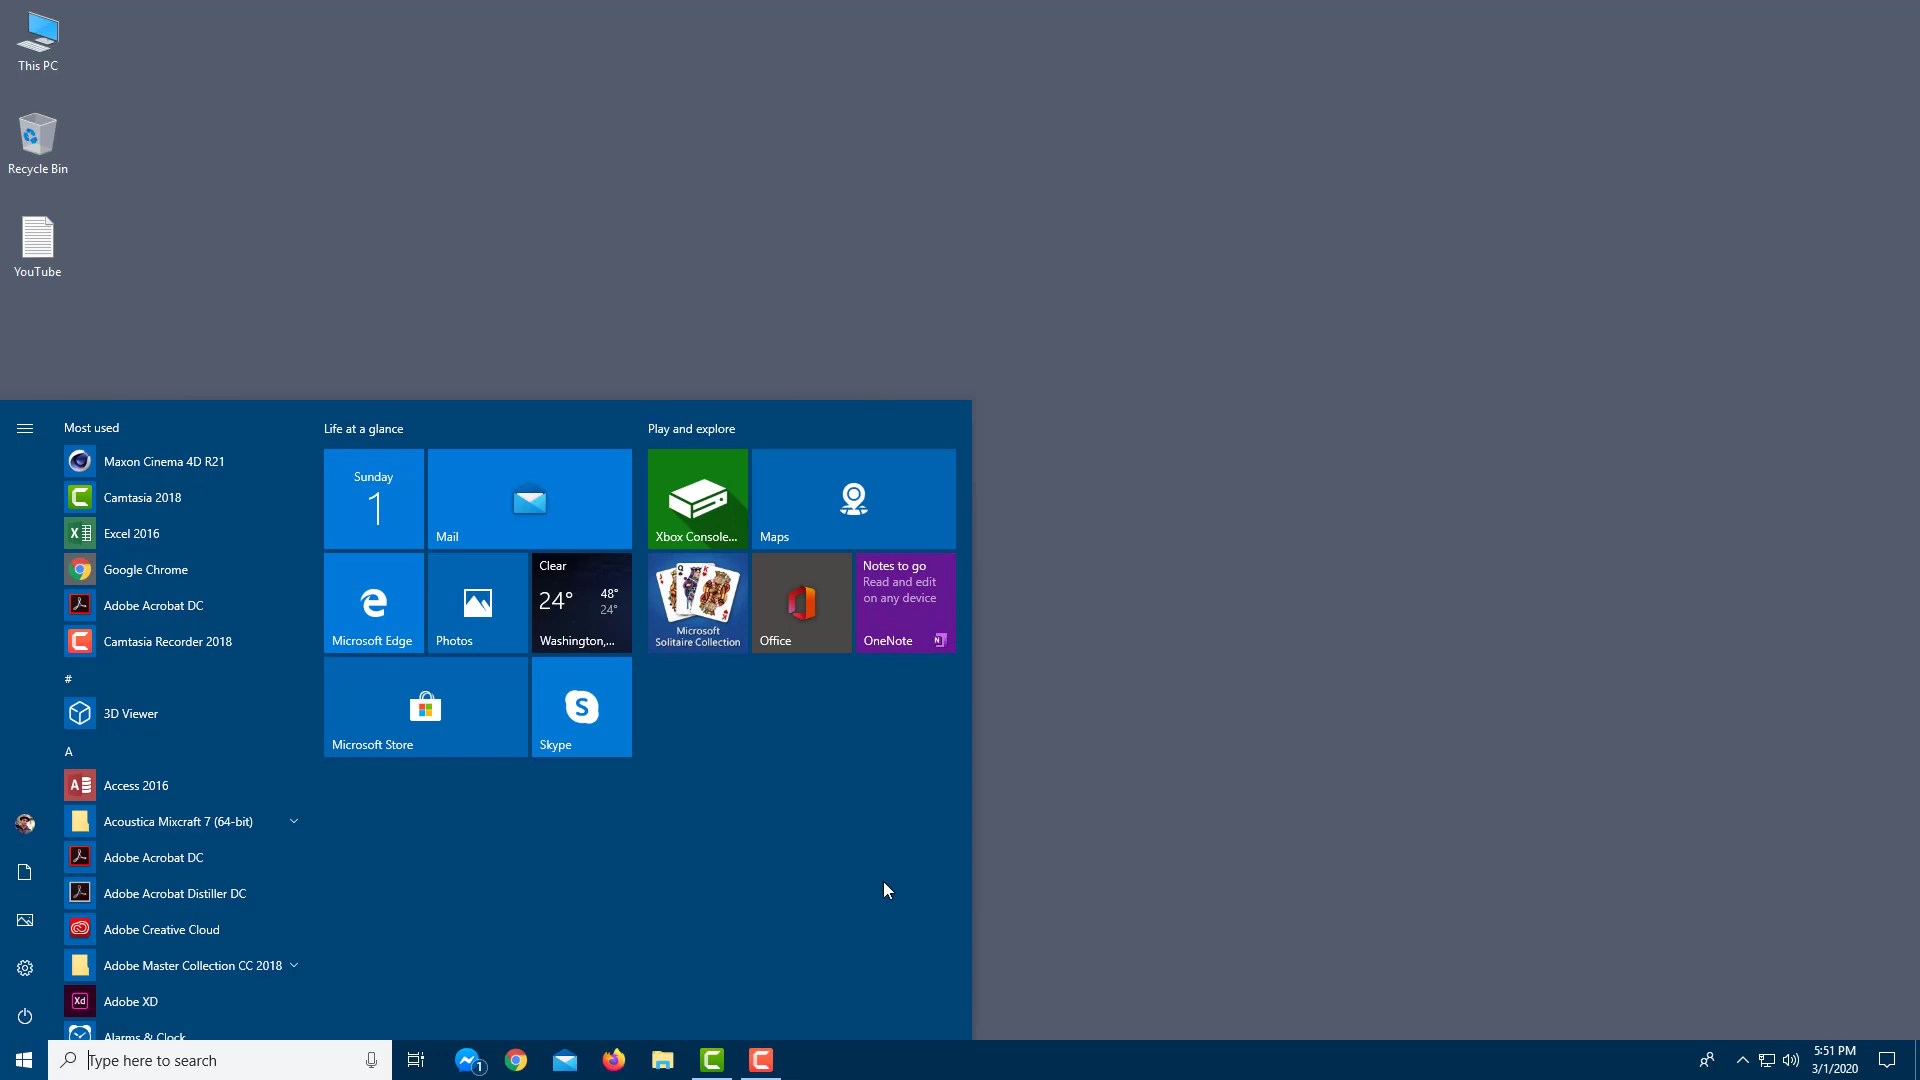 This PC
Recycle Bin
YouTube
Most used
Maxon Cinema 4D R21
Camtasia 2018
Excel 2016
Google Chrome
Adobe Acrobat DC
Camtasia Recorder 2018
#
3D Viewer
A
Access 2016
Acoustica Mixcraft 7 (64-bit)
Adobe Acrobat DC
Adobe Acrobat Distiller DC
Adobe Creative Cloud
Adobe Master Collection CC 2018
Adobe XD
Alarms & Clock
Life at a glance
Sunday
1
Mail
Microsoft Edge
Photos
Clear
24° 48°
24°
Washington,...
Microsoft Store
Skype
Play and explore
Xbox Console...
Maps
Microsoft
Solitaire Collection
Office
Notes to go
Read and edit
on any device
OneNote
Type here to search
1
5:51 PM
3/1/2020